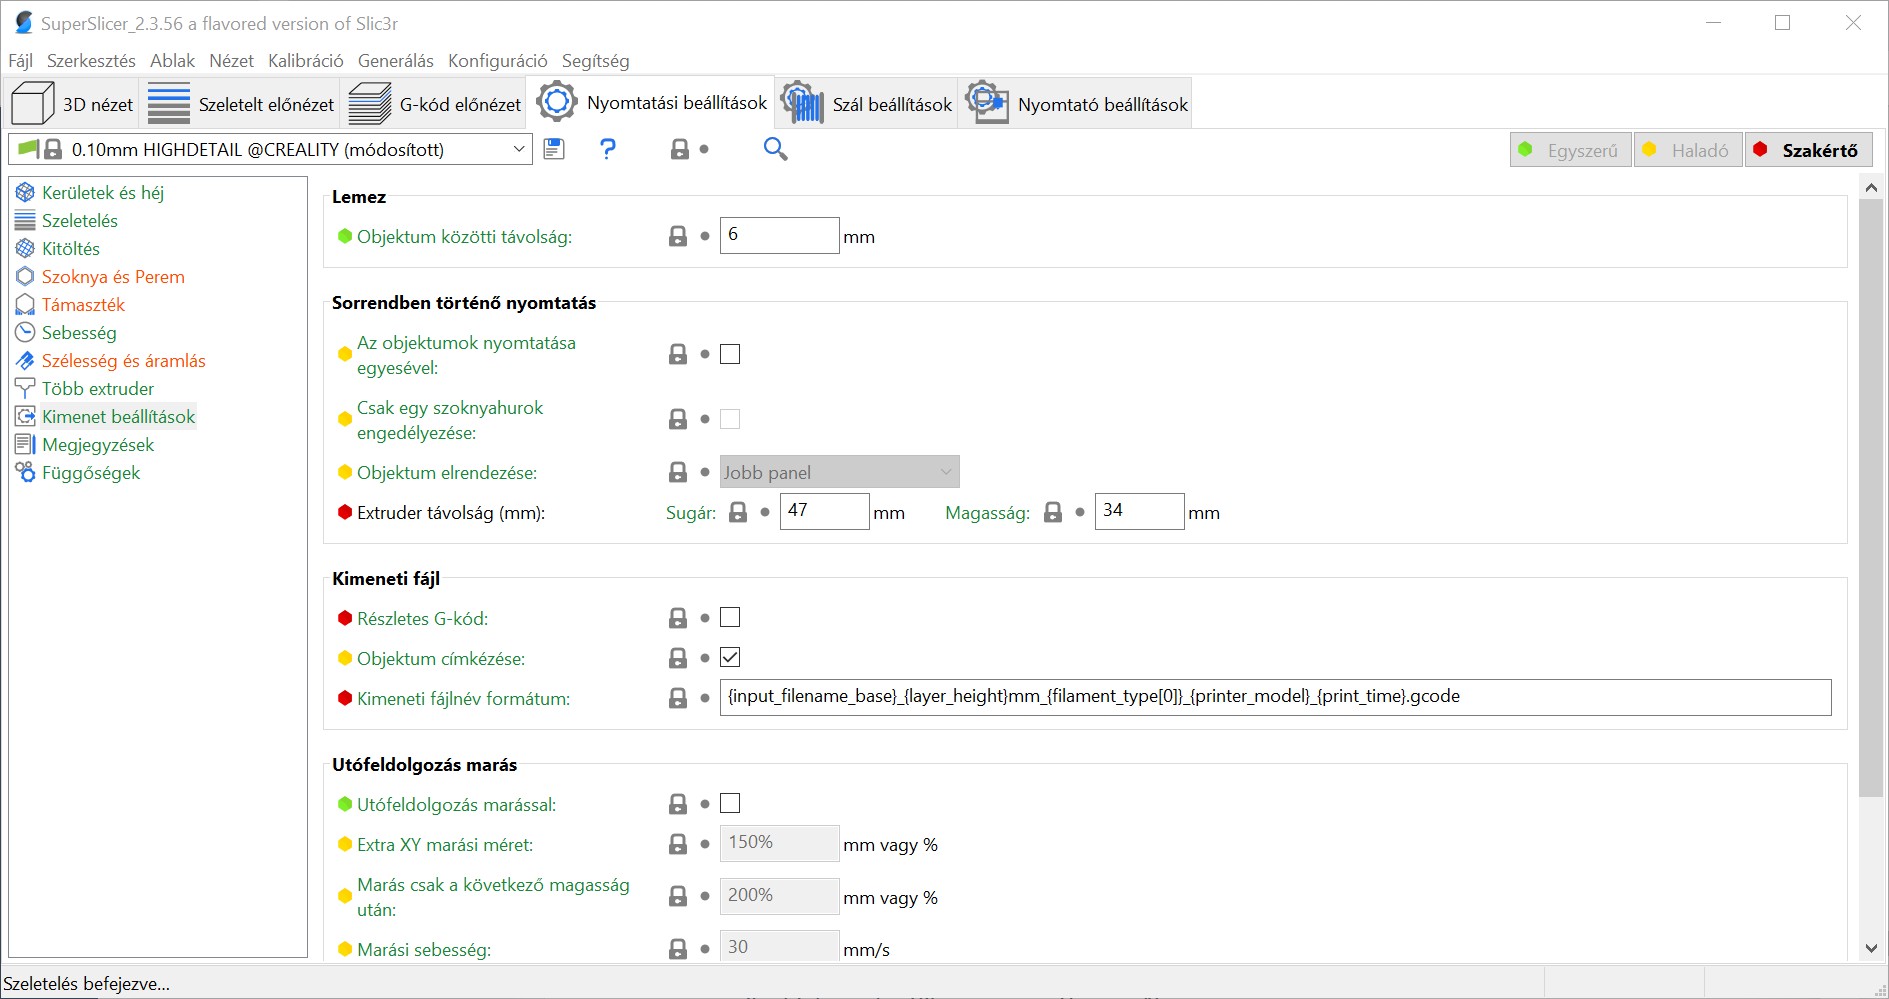 SuperSlicer_2.3.56 a flavored version of Slic3r
Fájl Szerkesztés Ablak Nézet Kalibráció Generálás Konfiguráció Segítség
3D nézet Szeletelt előnézet G-kód előnézet Nyomtatási beállítások Szál beállítások Nyomtató beállítások
0.10mm HIGHDETAIL @CREALITY (módosított) ? Egyszerű Haladó Szakértő
Kerületek és héj
Szeletelés
Kitöltés
Szoknya és Perem
Támaszték
Sebesség
Szélesség és áramlás
Több extruder
Kimenet beállítások
Megjegyzések
Függőségek
Lemez
Objektum közötti távolság: 6 mm
Sorrendben történő nyomtatás
Az objektumok nyomtatása
egyesével:
Csak egy szoknyahurok
engedélyezése:
Objektum elrendezése: Jobb panel
Extruder távolság (mm): Sugár: 47 mm Magasság: 34 mm
Kimeneti fájl
Részletes G-kód:
Objektum címkézése:
Kimeneti fájlnév formátum: {input_filename_base}_{layer_height}mm_{filament_type[0]}_{printer_model}_{print_time}.gcode
Utófeldolgozás marás
Utófeldolgozás marással:
Extra XY marási méret: 150% mm vagy %
Marás csak a következő magasság
után: 200% mm vagy %
Marási sebesség: 30 mm/s
Szeletelés befejezve...